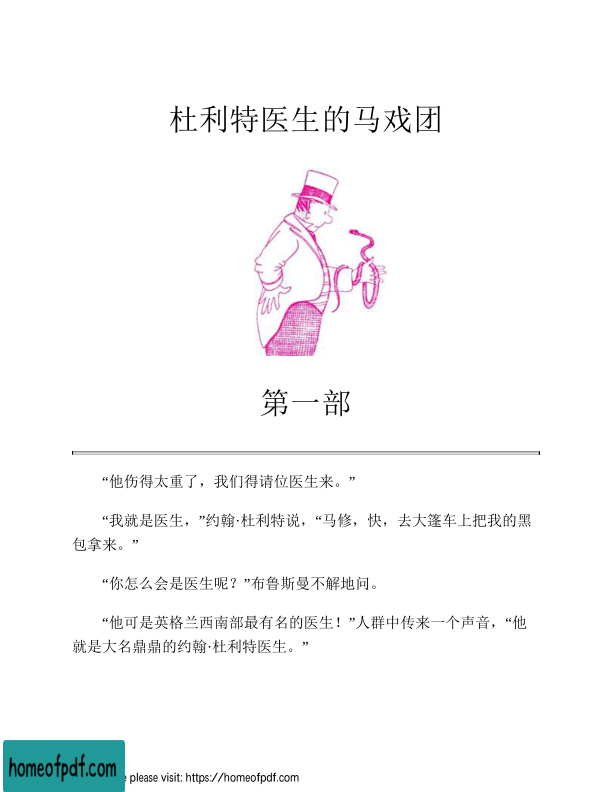 杜利特医生的马戏团
第一部
“他伤得太重了，我们得请位医生来。”
“我就是医生，”约翰·杜利特说，“马修，快，去大篷车上把我的黑
包拿来。”
“你怎么会是医生呢？”布鲁斯曼不解地问。
“他可是英格兰西南部最有名的医生！”人群中传来一个声音，“他
就是大名鼎鼎的约翰·杜利特医生。”
homeofpdf.com
please visit: https://homeofpdf.com